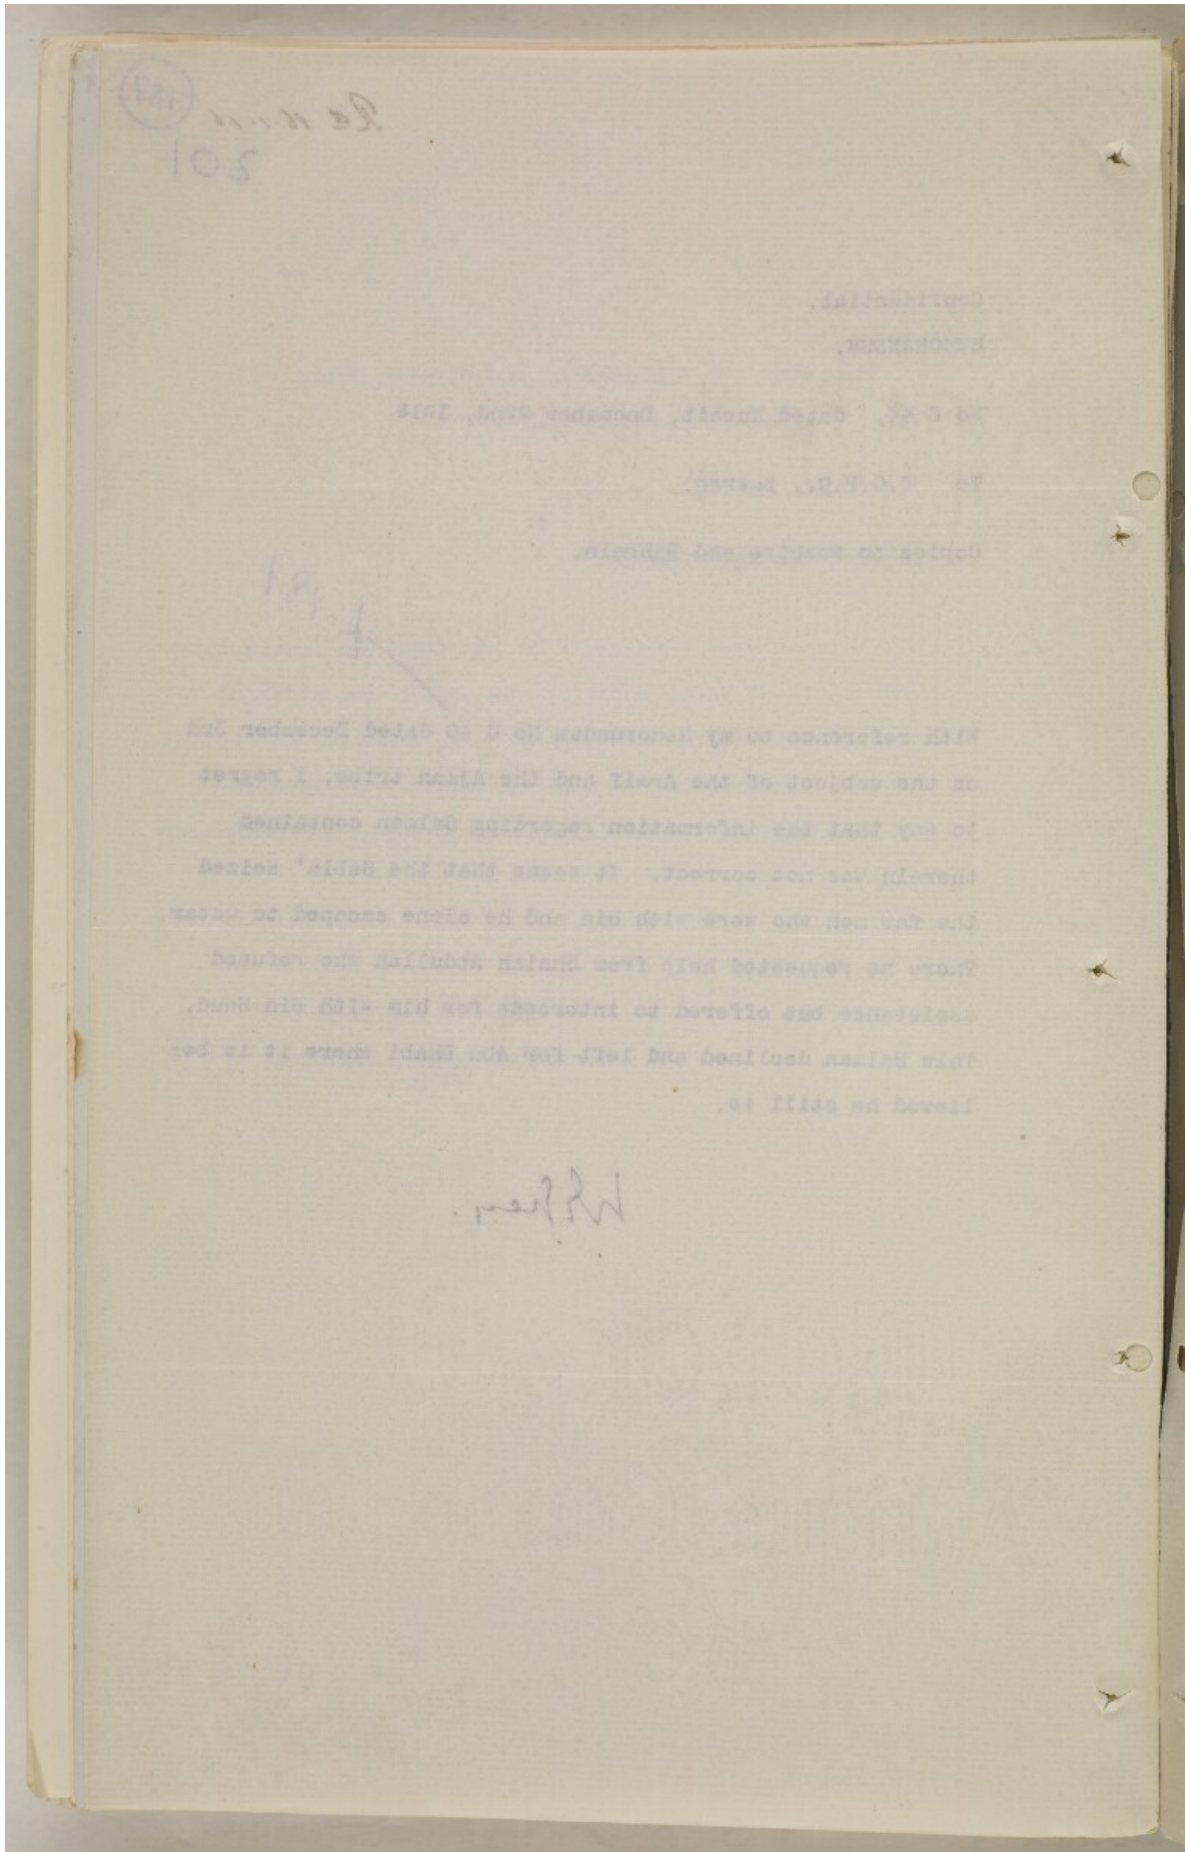 201
Confidential.
MEMORANDUM.
dated Kuwait, December 1914
To
Copies to Bushire and Bahrain.
With reference to my Memorandum No C 40 dated December 3rd
on the subject of the Araif and the Ajman tribe, I regret
to say that the information regarding Salman contained
therein was not correct. It seems that the seized
the few men who were with him and he alone escaped to Qatar.
There he requested help from Shaikh Abdullah who refused
assistance but offered to intercede for him with Bin Saud.
This Salman declined and left for Abu Dhabi where it is be=
lieved he still is.